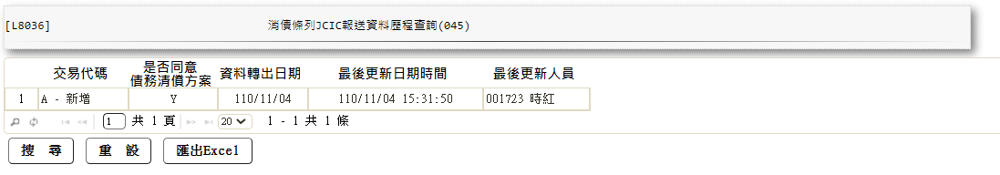 [L8036] 消債條列JCIC報送資料歷程查詢(045)
交易代碼 是否同意債務清償方案 資料轉出日期 最後更新日期時間 最後更新人員
1 A - 新增 Y 110/11/04 110/11/04 15:31:50 001723 時紅
1 共 1 頁 20 1 - 1 共 1 條
搜 尋 重 設 匯出Excel